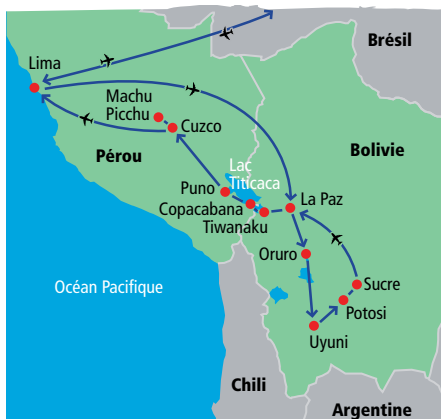 Brésil
Lima
Machu
Picchu
Cuzco
Pérou
Bolivie
Lac
Titicaca
Puno
La Paz
Copacabana
Tiwanaku
Oruro
Océan Pacifique
Sucre
Potosi
Uyuni
Chili
Argentine